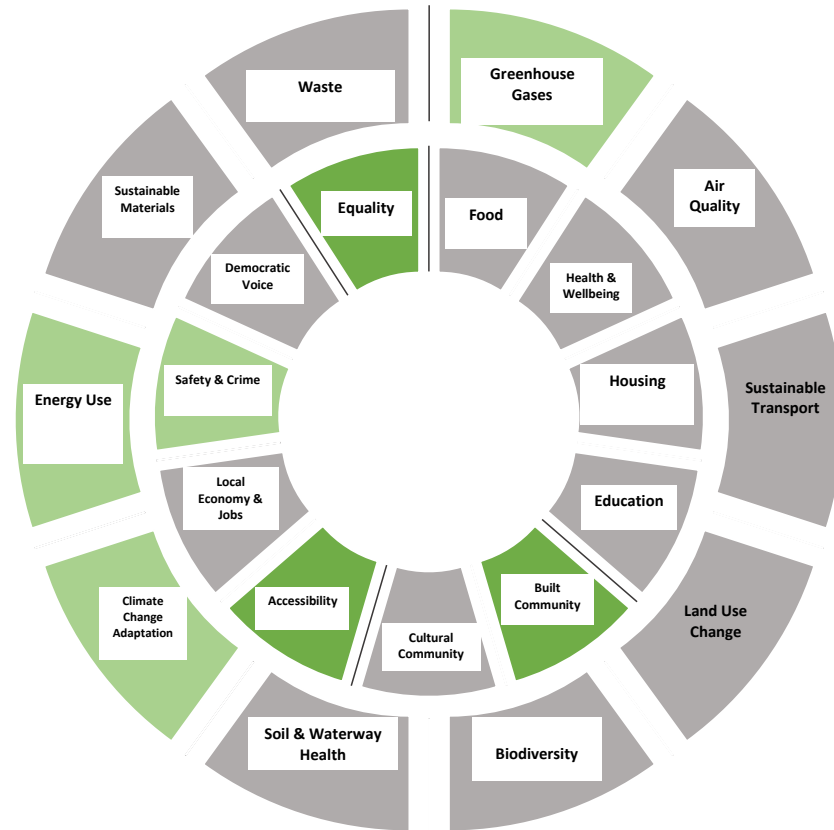 Waste
Greenhouse
Gases
Sustainable
Materials
Air
Quality
Equality
Food
Democratic
Voice
Health &
Wellbeing
Energy Use
Safety & Crime
Housing
Sustainable
Transport
Local
Economy &
Jobs
Education
Climate
Change
Adaptation
Accessibility
Built
Community
Land Use
Change
Cultural
Community
Soil & Waterway
Health
Biodiversity